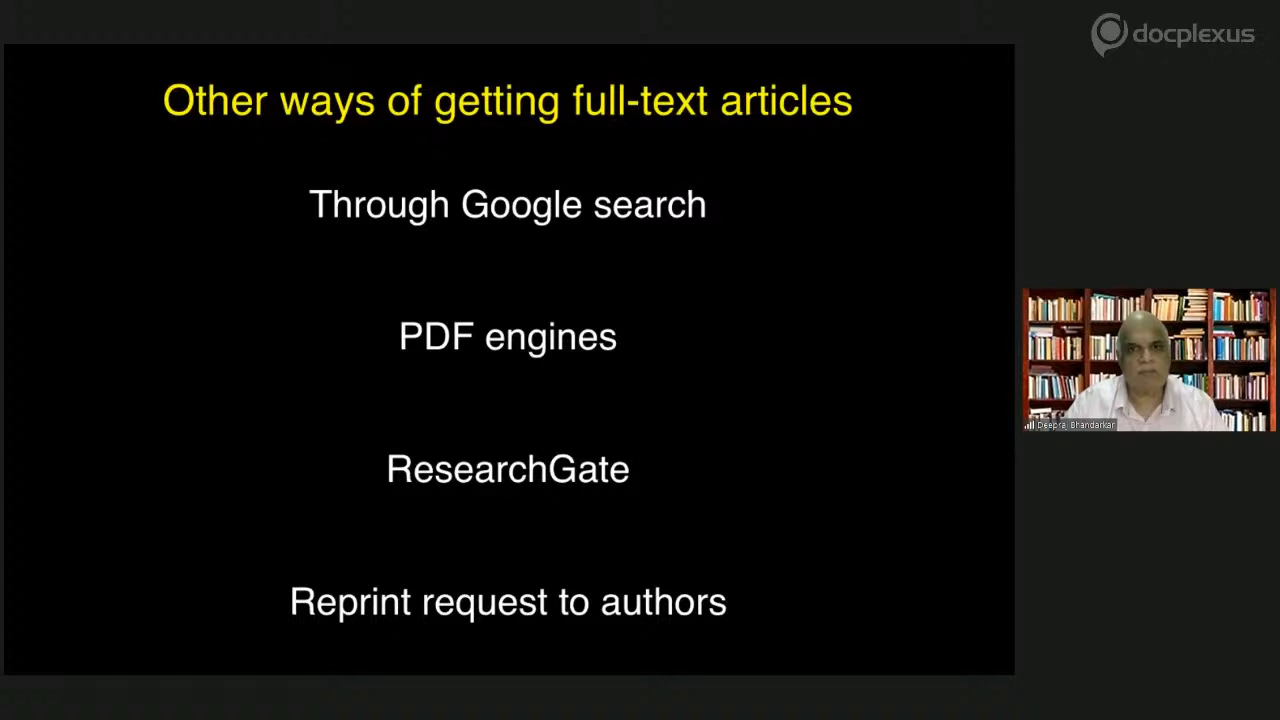 docplexus
Other ways of getting full-text articles
Through Google search
PDF engines
ResearchGate
Reprint request to authors
Deepraj Bhandarkar